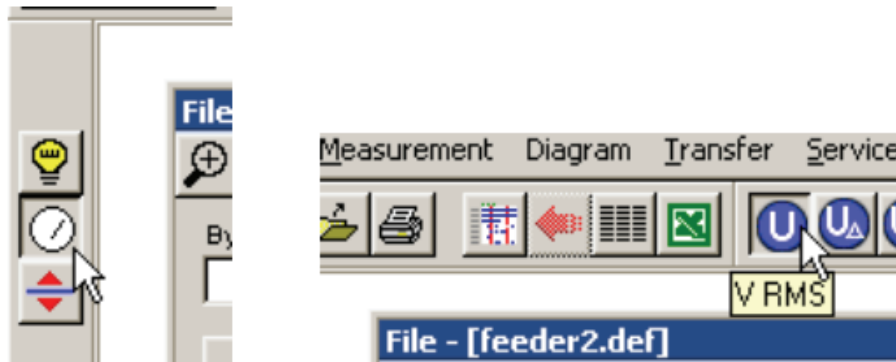 File
By
Measurement Diagram Transfer Service
U U
V RMS
File - [feeder2.def]